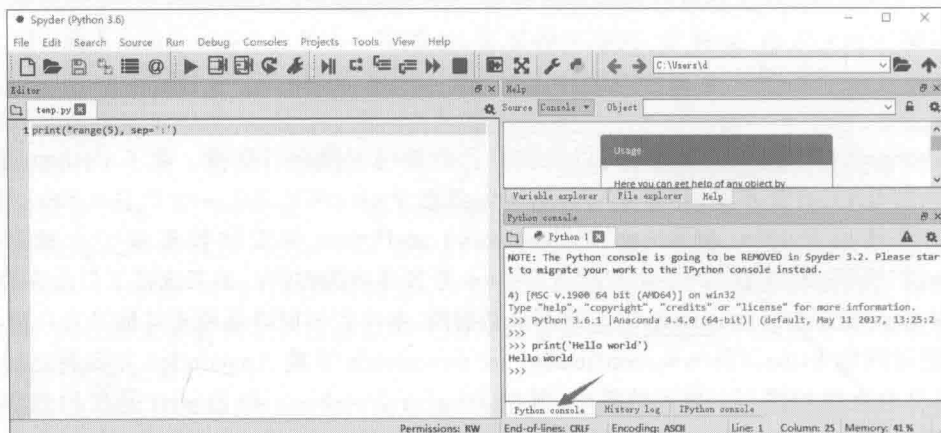 Spyder (Python 3.6)
File Edit Search Source Run Debug Consoles Projects Tools View Help
C:\Users\d
Editor
Help
temp.py
Source Console Object
1 print(*range(5), sep=':')
Usage
Here you can get help of any object by
Variable explorer File explorer Help
Python console
Python 1
NOTE: The Python console is going to be REMOVED in Spyder 3.2. Please star
t to migrate your work to the IPython console instead.
4) [MSC v.1900 64 bit (AMD64)] on win32
Type "help", "copyright", "credits" or "license" for more information.
>>> Python 3.6.1 |Anaconda 4.4.0 (64-bit)| (default, May 11 2017, 13:25:2
>>>
>>> print('Hello world')
Hello world
>>>
Python console History log IPython console
Permissions: RW End-of-lines: CRLF Encoding: ASCII Line: 1 Column: 25 Memory: 41 %